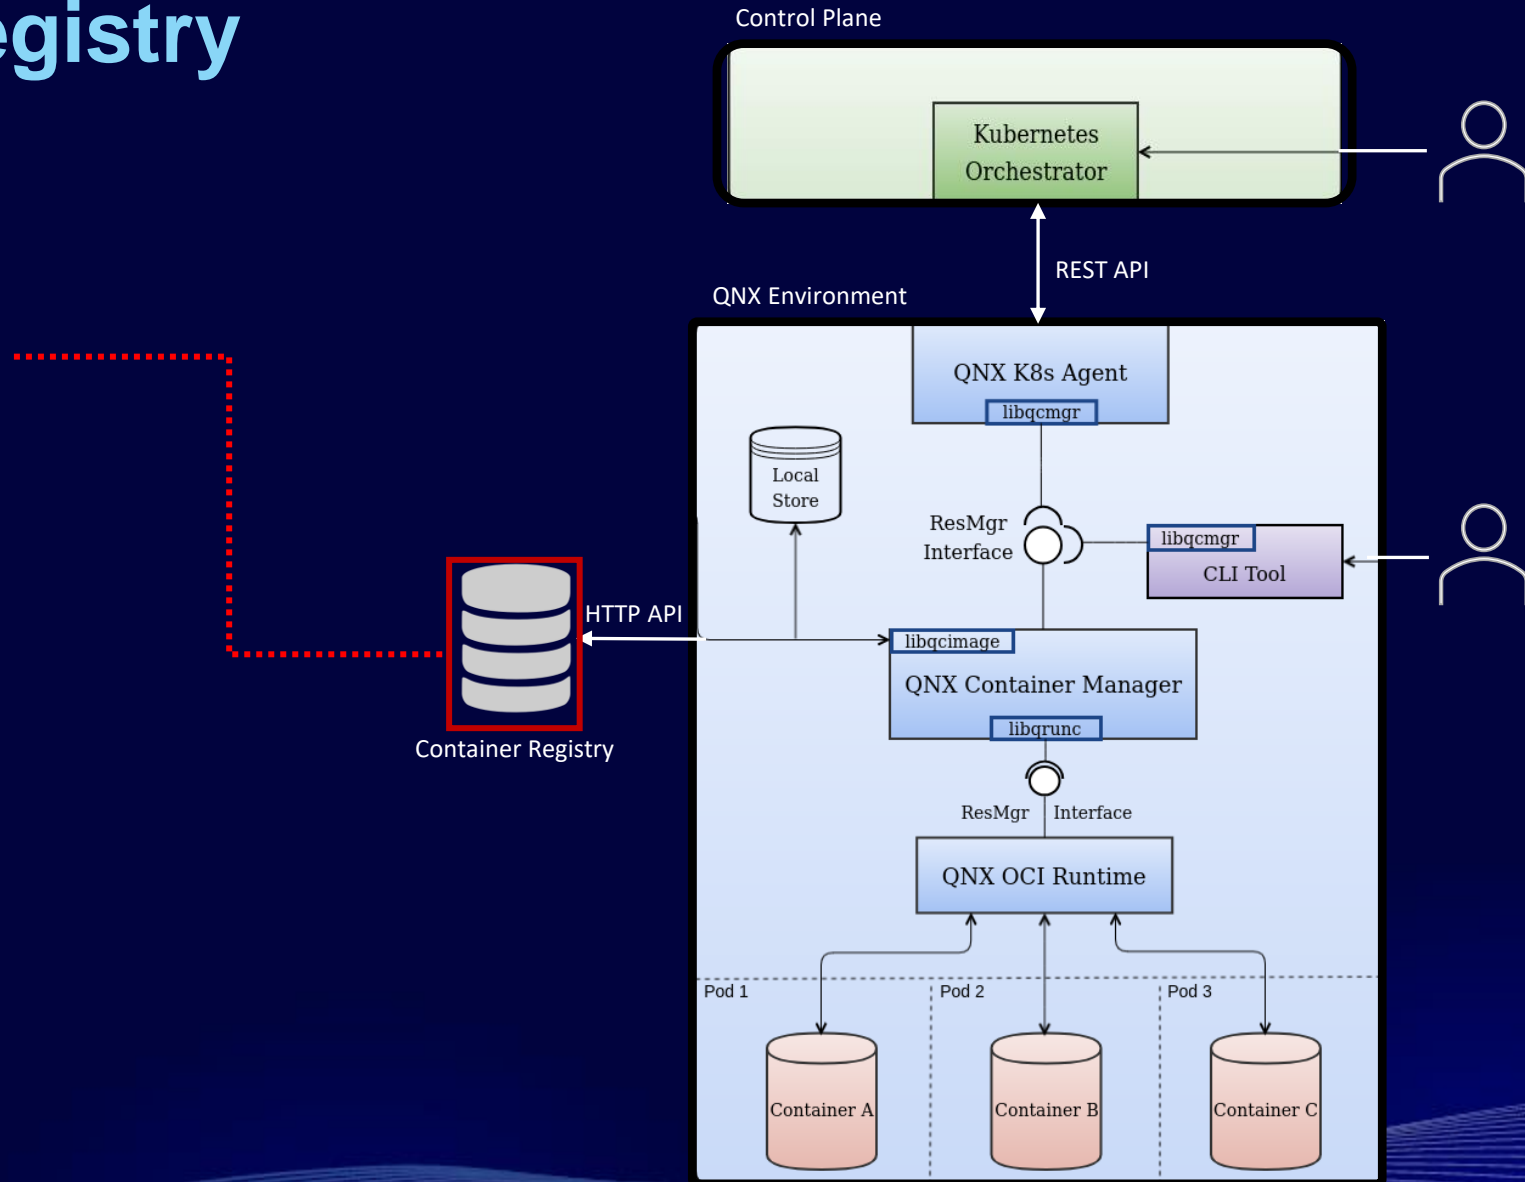 egistry
Control Plane
Kubernetes
Orchestrator
REST API
QNX Environment
QNX K8s Agent
libqcmgr
Local
Store
ResMgr
Interface
libqcmgr
CLI Tool
HTTP API
libqcimage
QNX Container Manager
libqrunc
Container Registry
ResMgr Interface
QNX OCI Runtime
Pod 1
Pod 2
Pod 3
Container A
Container B
Container C